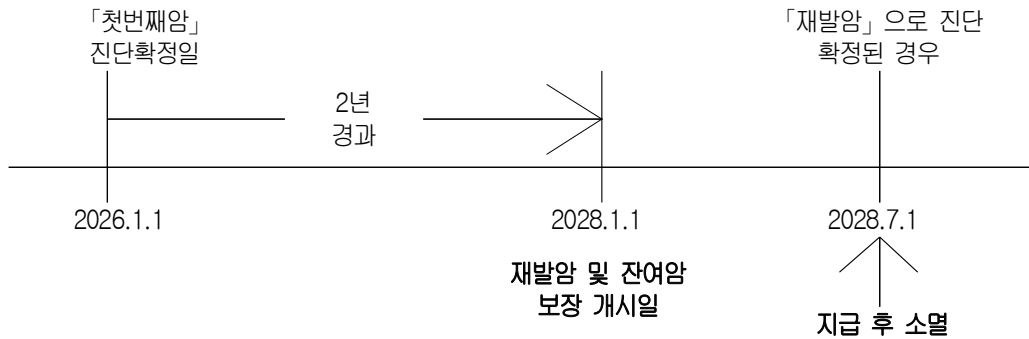 「첫번째암」
진단확정일
「재발암」으로 진단
확정된 경우
2년
경과
2026.1.1
2028.1.1
2028.7.1
재발암 및 잔여암
보장 개시일
지급 후 소멸